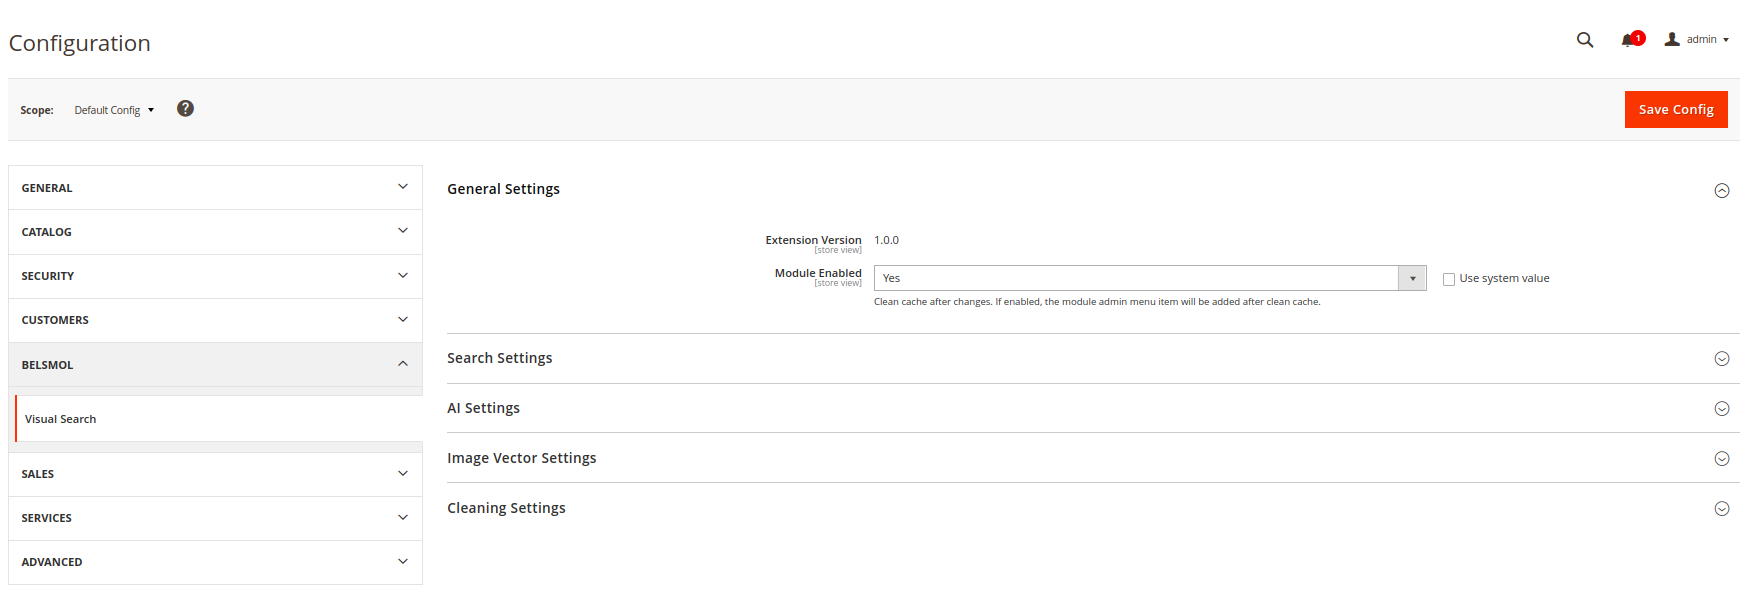 Configuration
1
admin
Scope: Default Config ?
Save Config
GENERAL
CATALOG
SECURITY
CUSTOMERS
BELSMOL
Visual Search
SALES
SERVICES
ADVANCED
General Settings
Extension Version 1.0.0
[store view]
Module Enabled Yes Use system value
[store view]
Clean cache after changes. If enabled, the module admin menu item will be added after clean cache.
Search Settings
AI Settings
Image Vector Settings
Cleaning Settings